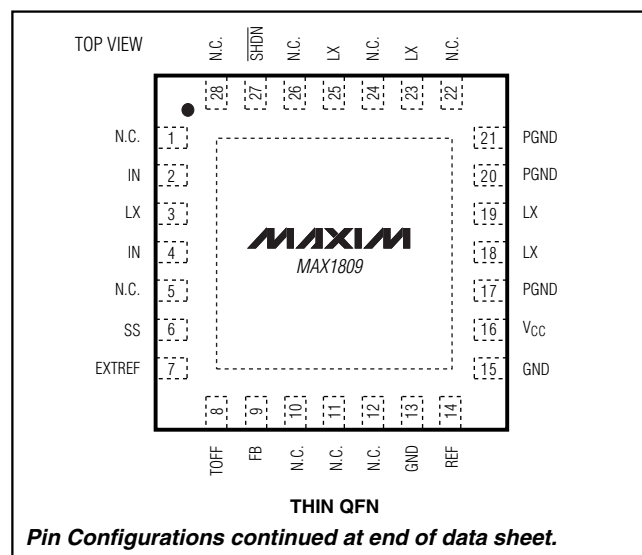 TOP VIEW
N.C.
SHDN
N.C.
LX
N.C.
LX
N.C.
28
27
26
25
24
23
22
N.C. 1
IN 2
LX 3
IN 4
N.C. 5
SS 6
EXTREF 7
MAXIM
MAX1809
21 PGND
20 PGND
19 LX
18 LX
17 PGND
16 VCC
15 GND
8
9
10
11
12
13
14
TOFF
FB
N.C.
N.C.
N.C.
GND
REF
THIN QFN
Pin Configurations continued at end of data sheet.